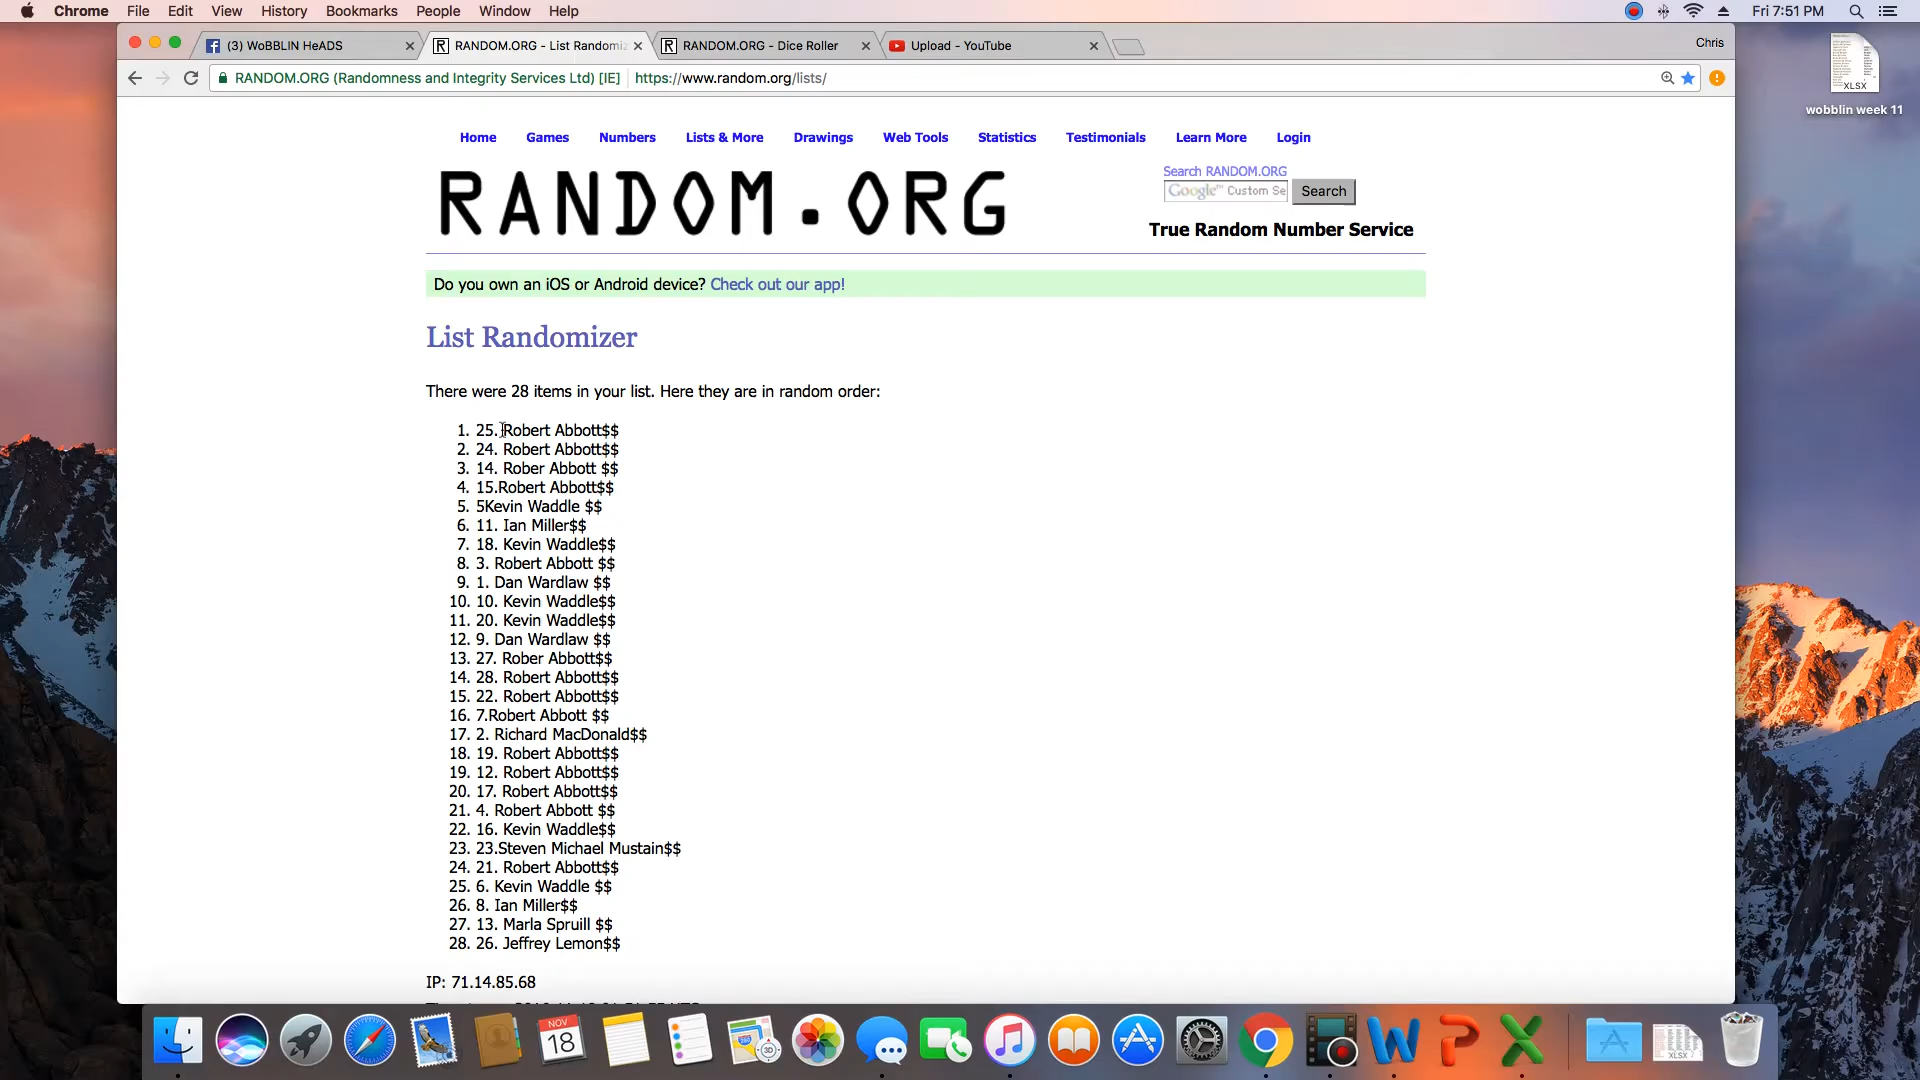 Chrome File Edit View History Bookmarks People Window Help Fri 7:51 PM
(3) WoBBLIN HeADS RANDOM.ORG - List Randomiz RANDOM.ORG - Dice Roller Upload - YouTube Chris
RANDOM.ORG (Randomness and Integrity Services Ltd) [IE] https://www.random.org/lists/
XLSX
wobblin week 11
Home Games Numbers Lists & More Drawings Web Tools Statistics Testimonials Learn More Login
RANDOM.ORG
Search RANDOM.ORG
Google™ Custom Se Search
True Random Number Service
Do you own an iOS or Android device? Check out our app!
List Randomizer
There were 28 items in your list. Here they are in random order:
1. 25. Robert Abbott$$
2. 24. Robert Abbott$$
3. 14. Rober Abbott $$
4. 15.Robert Abbott$$
5. 5Kevin Waddle $$
6. 11. Ian Miller$$
7. 18. Kevin Waddle$$
8. 3. Robert Abbott $$
9. 1. Dan Wardlaw $$
10. 10. Kevin Waddle$$
11. 20. Kevin Waddle$$
12. 9. Dan Wardlaw $$
13. 27. Rober Abbott$$
14. 28. Robert Abbott$$
15. 22. Robert Abbott$$
16. 7.Robert Abbott $$
17. 2. Richard MacDonald$$
18. 19. Robert Abbott$$
19. 12. Robert Abbott$$
20. 17. Robert Abbott$$
21. 4. Robert Abbott $$
22. 16. Kevin Waddle$$
23. 23.Steven Michael Mustain$$
24. 21. Robert Abbott$$
25. 6. Kevin Waddle $$
26. 8. Ian Miller$$
27. 13. Marla Spruill $$
28. 26. Jeffrey Lemon$$
IP: 71.14.85.68
NOV
18
3D
XLSX